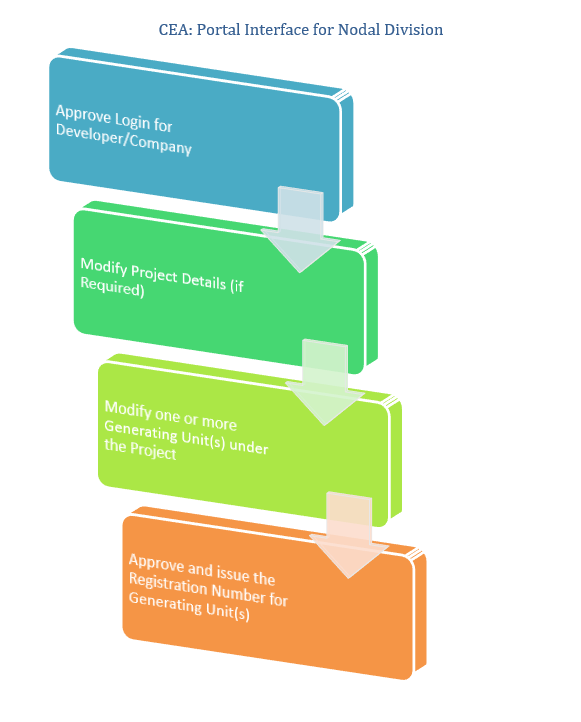 CEA: Portal Interface for Nodal Division
Approve Login for
Developer/Company
Modify Project Details (if
Required)
Modify one or more
Generating Unit(s) under
the Project
Approve and issue the
Registration Number for
Generating Unit(s)